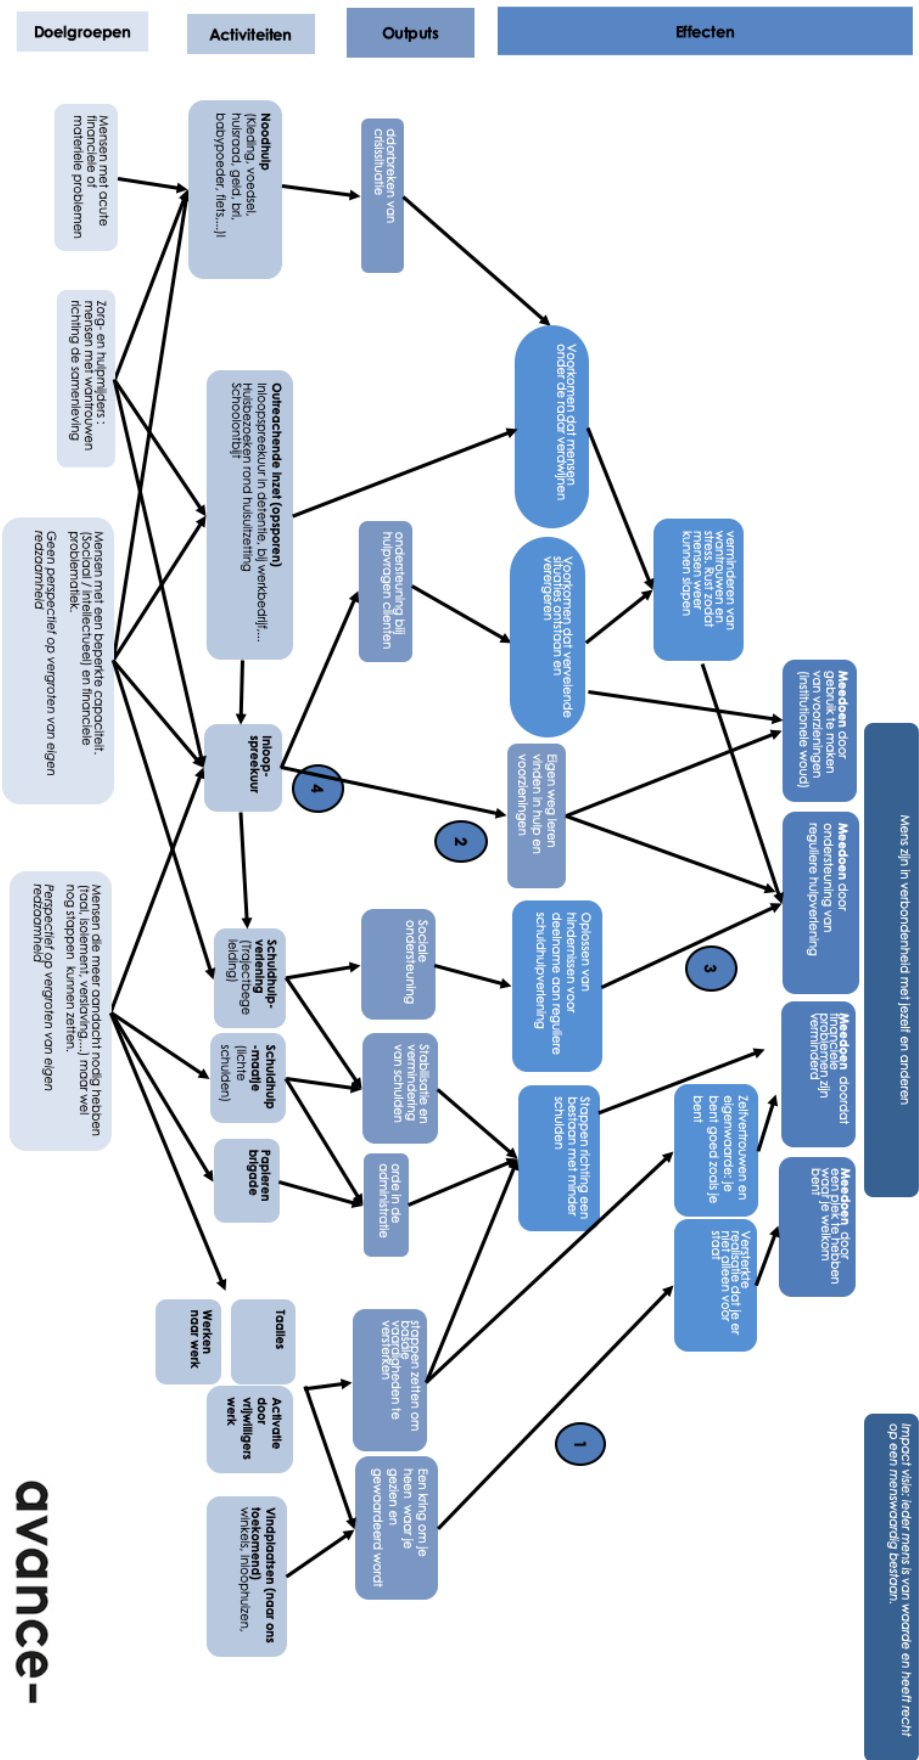 Doelgroepen
Activiteiten
Outputs
Effecten
Mensen met acute
financiele of
materiele problemen
Zorg- en hulpmijders :
mensen met wantrouwen
richting de samenleving
Mensen met een beperkte capaciteit.
(Sociaal / intellectueel) en financiele
problematiek.
Geen perspectief op vergroten van eigen
redzaamheid
Mensen die meer aandacht nodig hebben
(taal, isolement, verslaving,...) maar wel
nog stappen kunnen zetten.
Perspectief op vergroten van eigen
redzaamheid
Noodhulp
(Kleding, voedsel,
huisraad, geld, bril,
babypoeder, fiets,...)l
Outreachende inzet (opsporen)
Inloopspreekuur in detentie, bij werkbedrijf,...
Huisbezoeken rond huisuitzetting
Schoolontbijt
Inloop-
spreekuur
Schuldhulp-
verlening
(Trajectbege
leiding)
Schuldhulp
-maatje
(lichte
schulden)
Papieren
brigade
Taalles
Werken
naar werk
Activatie
door
vrijwilligers
werk
Vindplaatsen (naar ons
toekomend)
winkels, inloophuizen,
ddorbreken van
crisissituatie
ondersteuning bij
hulpvragen clienten
Eigen weg leren
vinden in hulp en
voorzieningen
Sociale
ondersteuning
Stabilisatie en
vermindering
van schulden
orde in de
administratie
stappen zetten om
basale
vaardigheden te
versterken
Een kring om je
heen waar je
gezien en
gewaardeerd wordt
Voorkomen dat mensen
onder de radar verdwijnen
Voorkomen dat vervelende
situaties ontstaan en
verergeren
Oplossen van
hindernissen voor
deelname aan reguliere
schuldhulpverlening
Stappen richting een
bestaan met minder
schulden
verminderen van
wantrouwen en
stress. Rust zodat
mensen weer
kunnen slapen
Zelfvertrouwen en
eigenwaarde: je
bent goed zoals je
bent
Versterkte
realisatie dat je er
niet alleen voor
staat
Meedoen door
gebruik te maken
van voorzieningen
(institutionele woud)
Meedoen door
ondersteuning van
reguliere hulpverlening
Meedoen doordat
financiele
problemen zijn
verminderd
Meedoen door
een plek te hebben
waar je welkom
bent
Mens zijn in verbondenheid met jezelf en anderen
Impact visie: ieder mens is van waarde en heeft recht
op een menswaardig bestaan.
4
2
3
1
avance-